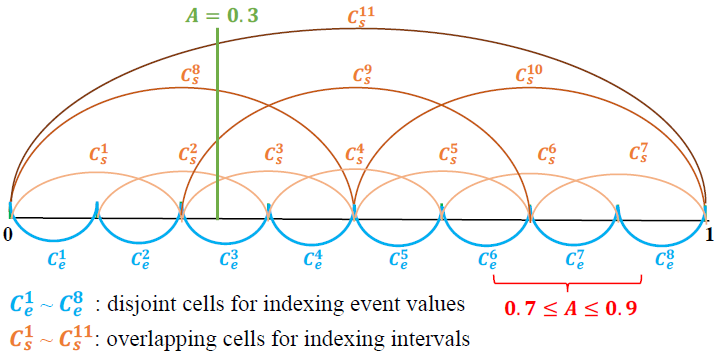 A = 0.3
C_s^11
C_s^8 C_s^9 C_s^10
C_s^1 C_s^2 C_s^3 C_s^4 C_s^5 C_s^6 C_s^7
0 1
C_e^1 C_e^2 C_e^3 C_e^4 C_e^5 C_e^6 C_e^7 C_e^8
0.7 ≤ A ≤ 0.9
C_e^1 ~ C_e^8 : disjoint cells for indexing event values
C_s^1 ~ C_s^11: overlapping cells for indexing intervals